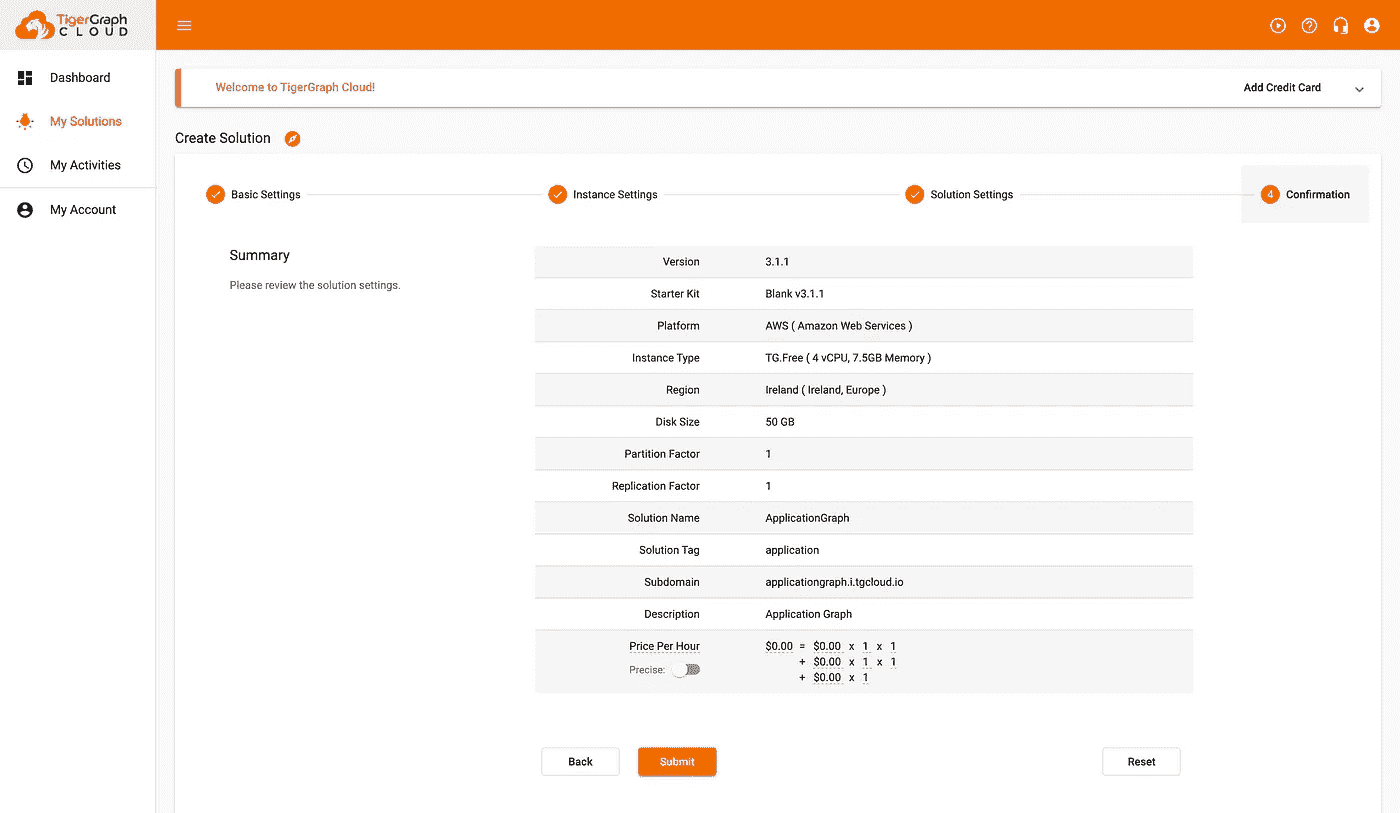 TigerGraph
CLOUD
Dashboard
My Solutions
My Activities
My Account
Welcome to TigerGraph Cloud!
Add Credit Card
Create Solution
Basic Settings
Instance Settings
Solution Settings
4 Confirmation
Summary
Please review the solution settings.
Version 3.1.1
Starter Kit Blank v3.1.1
Platform AWS ( Amazon Web Services )
Instance Type TG.Free ( 4 vCPU, 7.5GB Memory )
Region Ireland ( Ireland, Europe )
Disk Size 50 GB
Partition Factor 1
Replication Factor 1
Solution Name ApplicationGraph
Solution Tag application
Subdomain applicationgraph.i.tgcloud.io
Description Application Graph
Price Per Hour $0.00 = $0.00 x 1 x 1
+ $0.00 x 1 x 1
Precise:
+ $0.00 x 1
Back
Submit
Reset